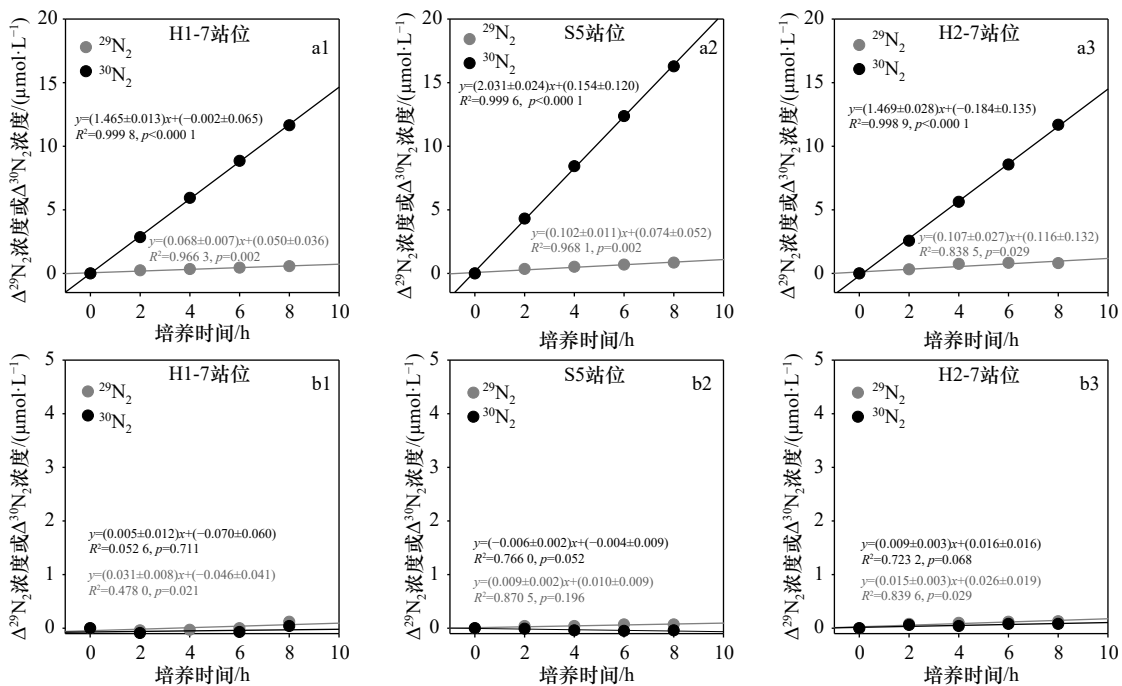 H1-7站位
a1
²⁹N₂
³⁰N₂
y=(1.465±0.013)x+(−0.002±0.065)
R²=0.999 8, p<0.000 1
y=(0.068±0.007)x+(0.050±0.036)
R²=0.966 3, p=0.002
Δ²⁹N₂浓度或Δ³⁰N₂浓度/(μmol·L⁻¹)
20
15
10
5
0
0 2 4 6 8 10
培养时间/h
S5站位
a2
²⁹N₂
³⁰N₂
y=(2.031±0.024)x+(0.154±0.120)
R²=0.999 6, p<0.000 1
y=(0.102±0.011)x+(0.074±0.052)
R²=0.968 1, p=0.002
Δ²⁹N₂浓度或Δ³⁰N₂浓度/(μmol·L⁻¹)
20
15
10
5
0
0 2 4 6 8 10
培养时间/h
H2-7站位
a3
²⁹N₂
³⁰N₂
y=(1.469±0.028)x+(−0.184±0.135)
R²=0.998 9, p<0.000 1
y=(0.107±0.027)x+(0.116±0.132)
R²=0.838 5, p=0.029
Δ²⁹N₂浓度或Δ³⁰N₂浓度/(μmol·L⁻¹)
20
15
10
5
0
0 2 4 6 8 10
培养时间/h
H1-7站位
b1
²⁹N₂
³⁰N₂
y=(0.005±0.012)x+(−0.070±0.060)
R²=0.052 6, p=0.711
y=(0.031±0.008)x+(−0.046±0.041)
R²=0.478 0, p=0.021
Δ²⁹N₂浓度或Δ³⁰N₂浓度/(μmol·L⁻¹)
5
4
3
2
1
0
0 2 4 6 8 10
培养时间/h
S5站位
b2
²⁹N₂
³⁰N₂
y=(−0.006±0.002)x+(−0.004±0.009)
R²=0.766 0, p=0.052
y=(0.009±0.002)x+(0.010±0.009)
R²=0.870 5, p=0.196
Δ²⁹N₂浓度或Δ³⁰N₂浓度/(μmol·L⁻¹)
5
4
3
2
1
0
0 2 4 6 8 10
培养时间/h
H2-7站位
b3
²⁹N₂
³⁰N₂
y=(0.009±0.003)x+(0.016±0.016)
R²=0.723 2, p=0.068
y=(0.015±0.003)x+(0.026±0.019)
R²=0.839 6, p=0.029
Δ²⁹N₂浓度或Δ³⁰N₂浓度/(μmol·L⁻¹)
5
4
3
2
1
0
0 2 4 6 8 10
培养时间/h